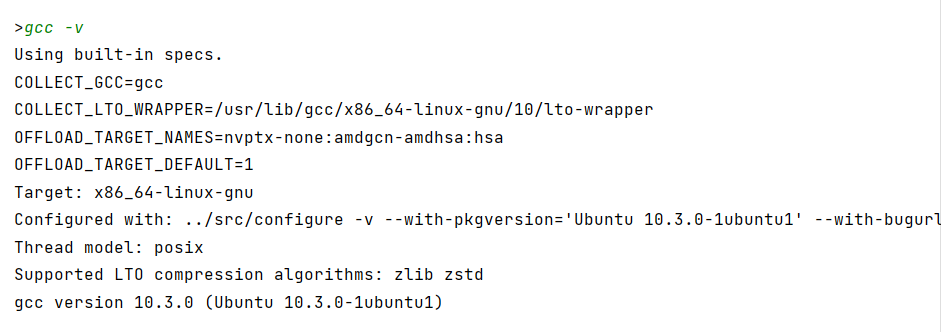 >gcc -v
Using built-in specs.
COLLECT_GCC=gcc
COLLECT_LTO_WRAPPER=/usr/lib/gcc/x86_64-linux-gnu/10/lto-wrapper
OFFLOAD_TARGET_NAMES=nvptx-none:amdgcn-amdhsa:hsa
OFFLOAD_TARGET_DEFAULT=1
Target: x86_64-linux-gnu
Configured with: ../src/configure -v --with-pkgversion='Ubuntu 10.3.0-1ubuntu1' --with-bugurl
Thread model: posix
Supported LTO compression algorithms: zlib zstd
gcc version 10.3.0 (Ubuntu 10.3.0-1ubuntu1)